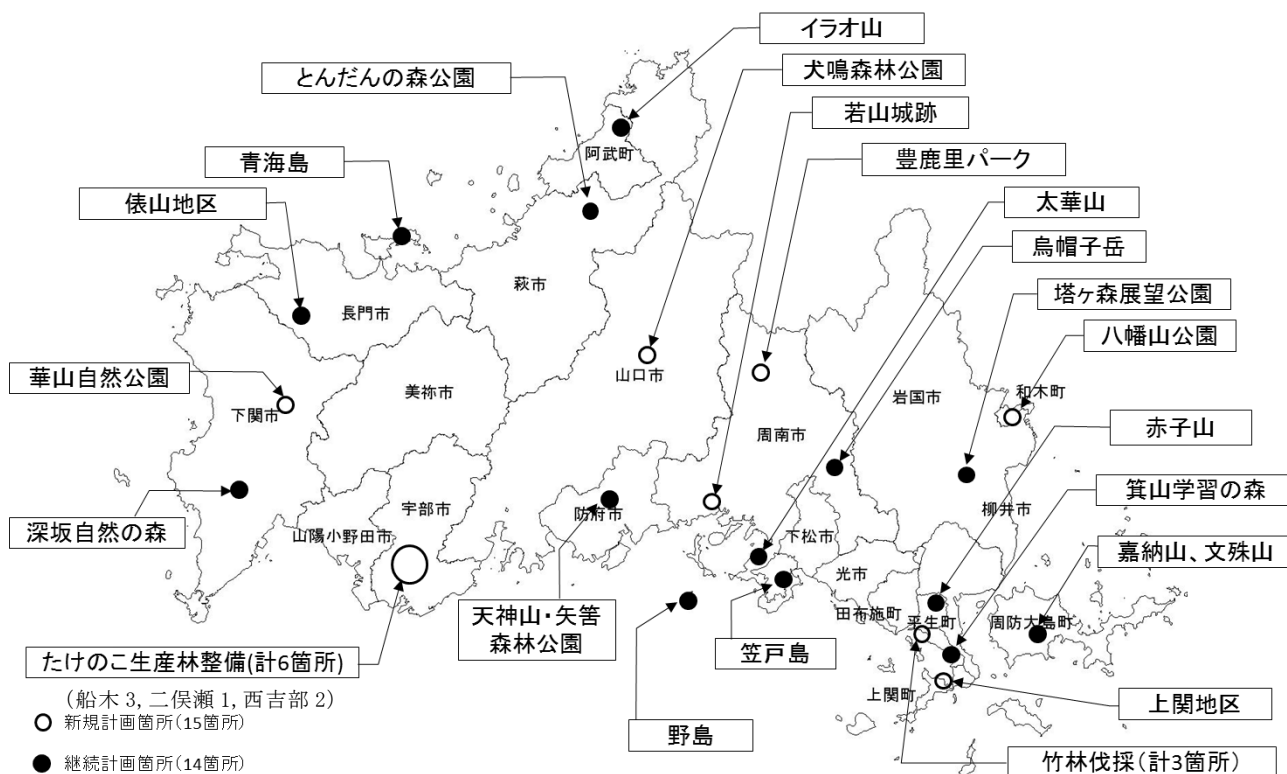 イラオ山
とんだんの森公園
犬鳴森林公園
若山城跡
阿武町
豊鹿里パーク
青海島
太華山
俵山地区
烏帽子岳
萩市
塔ヶ森展望公園
長門市
八幡山公園
華山自然公園
山口市
下関市
美祢市
岩国市
和木町
赤子山
周南市
箕山学習の森
宇部市
防府市
柳井市
深坂自然の森
山陽小野田市
下松市
嘉納山、文殊山
光市
天神山・矢筈
森林公園
田布施町
平生町
周防大島町
たけのこ生産林整備(計6箇所)
笠戸島
(船木 3, 二俣瀬 1, 西吉部 2)
上関町
上関地区
新規計画箇所(15箇所)
野島
継続計画箇所(14箇所)
竹林伐採(計3箇所)